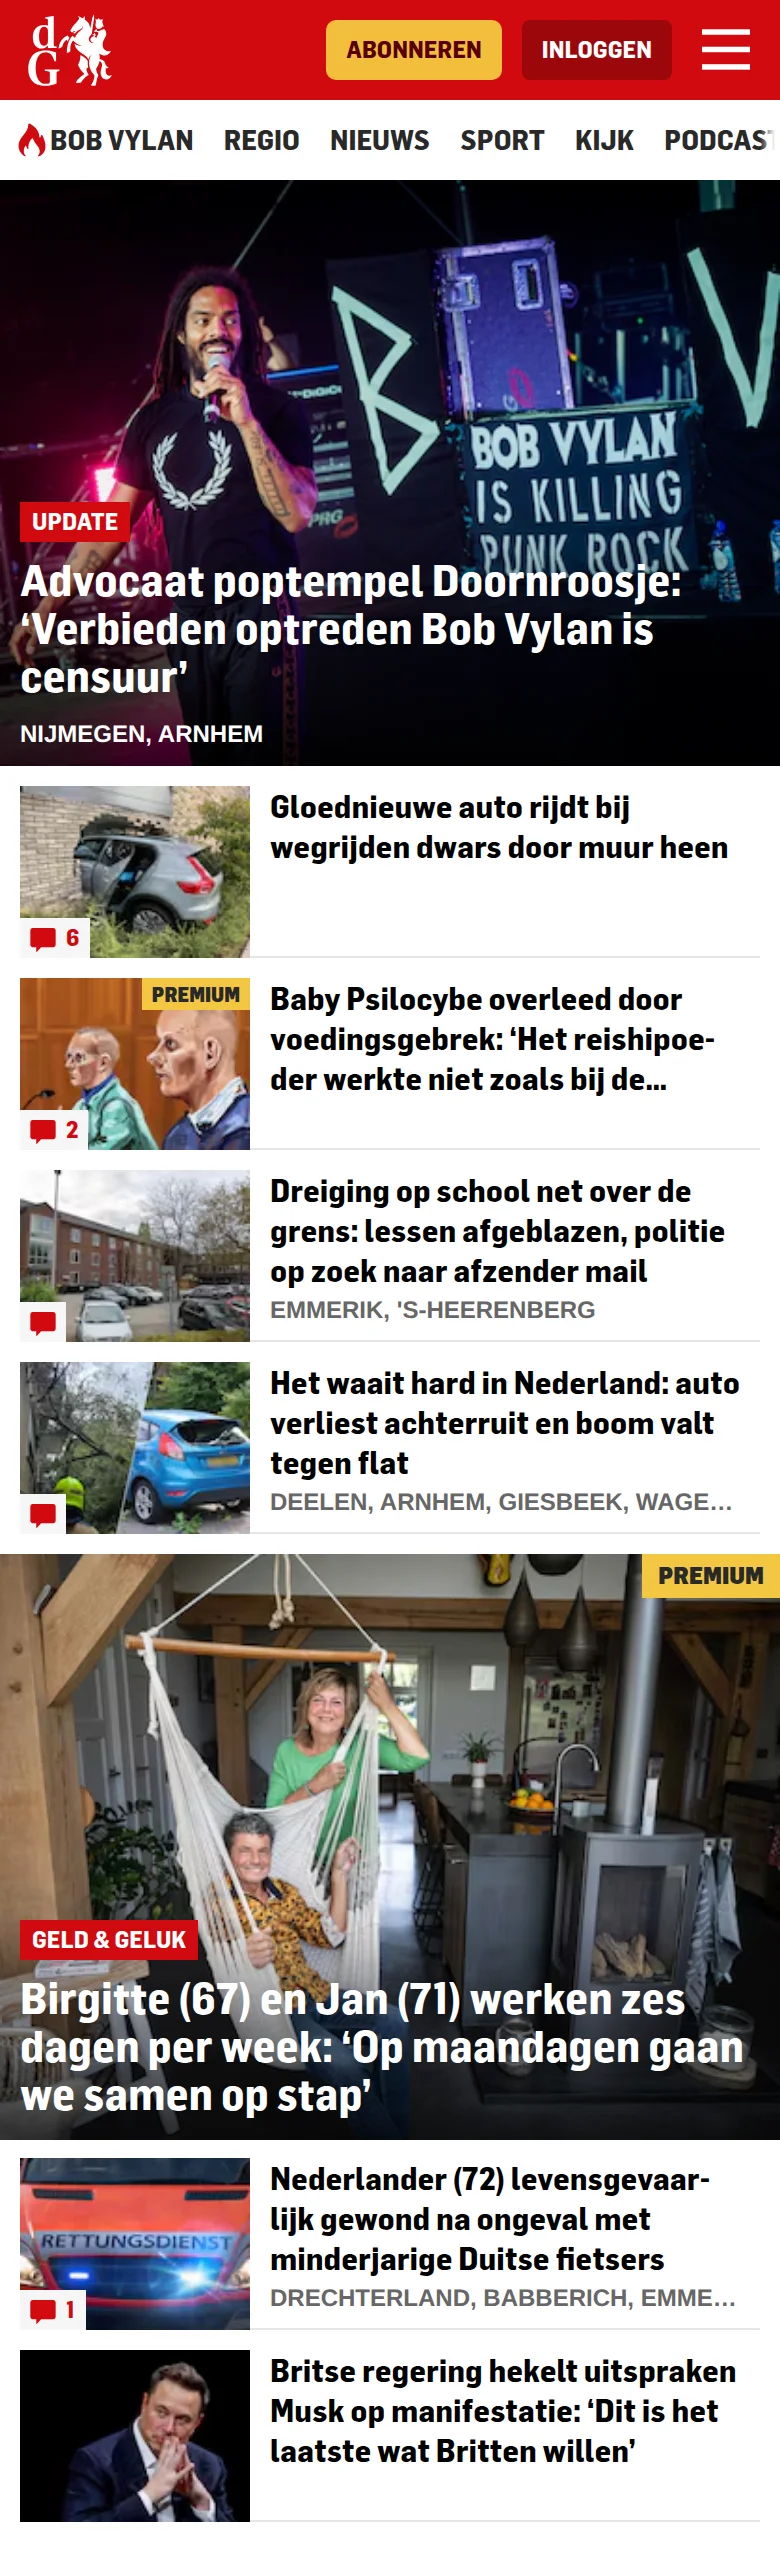 dG
ABONNEREN
INLOGGEN
BOB VYLAN
REGIO
NIEUWS
SPORT
KIJK
PODCAST
B
V
BOB VYLAN
IS KILLING
PUNK ROCK
PRG
UPDATE
Advocaat poptempel Doornroosje:
‘Verbieden optreden Bob Vylan is
censuur’
NIJMEGEN, ARNHEM
Gloednieuwe auto rijdt bij
wegrijden dwars door muur heen
6
PREMIUM
Baby Psilocybe overleed door
voedingsgebrek: ‘Het reishipoe-
der werkte niet zoals bij de...
2
Dreiging op school net over de
grens: lessen afgeblazen, politie
op zoek naar afzender mail
EMMERIK, 'S-HEERENBERG
Het waait hard in Nederland: auto
verliest achterruit en boom valt
tegen flat
DEELEN, ARNHEM, GIESBEEK, WAGE...
PREMIUM
GELD & GELUK
Birgitte (67) en Jan (71) werken zes
dagen per week: ‘Op maandagen gaan
we samen op stap’
RETTUNGSDIENST
1
Nederlander (72) levensgevaar-
lijk gewond na ongeval met
minderjarige Duitse fietsers
DRECHTERLAND, BABBERICH, EMME...
Britse regering hekelt uitspraken
Musk op manifestatie: ‘Dit is het
laatste wat Britten willen’